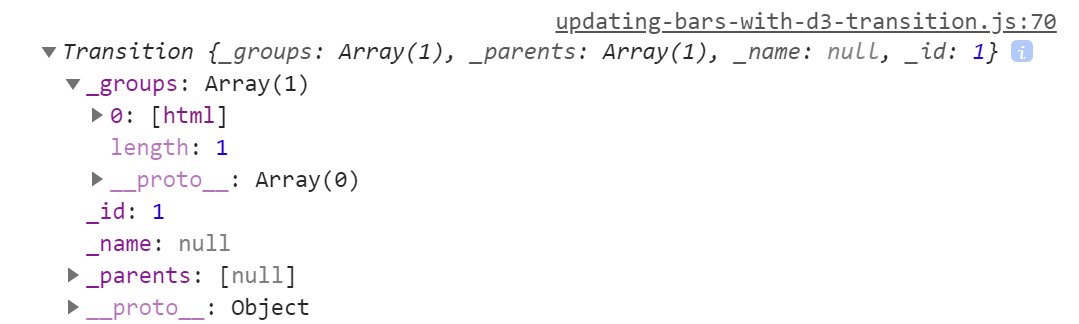 updating-bars-with-d3-transition.js:70
▼Transition {_groups: Array(1), _parents: Array(1), _name: null, _id: 1} i
▼_groups: Array(1)
▶0: [html]
length: 1
▶__proto__: Array(0)
_id: 1
_name: null
▶_parents: [null]
▶__proto__: Object